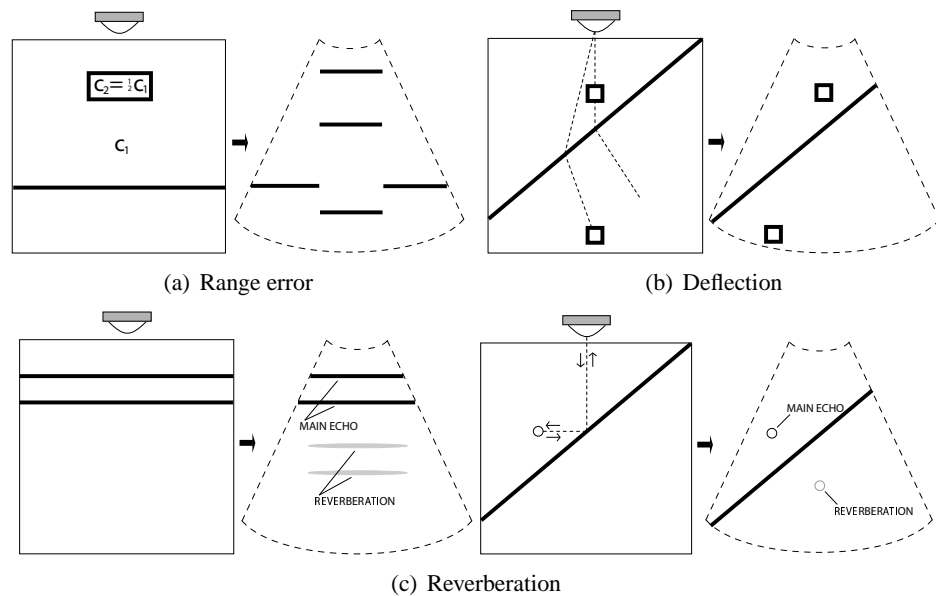 C₂= ½C₁
C₁
(a) Range error
(b) Deflection
MAIN ECHO
REVERBERATION
MAIN ECHO
REVERBERATION
(c) Reverberation